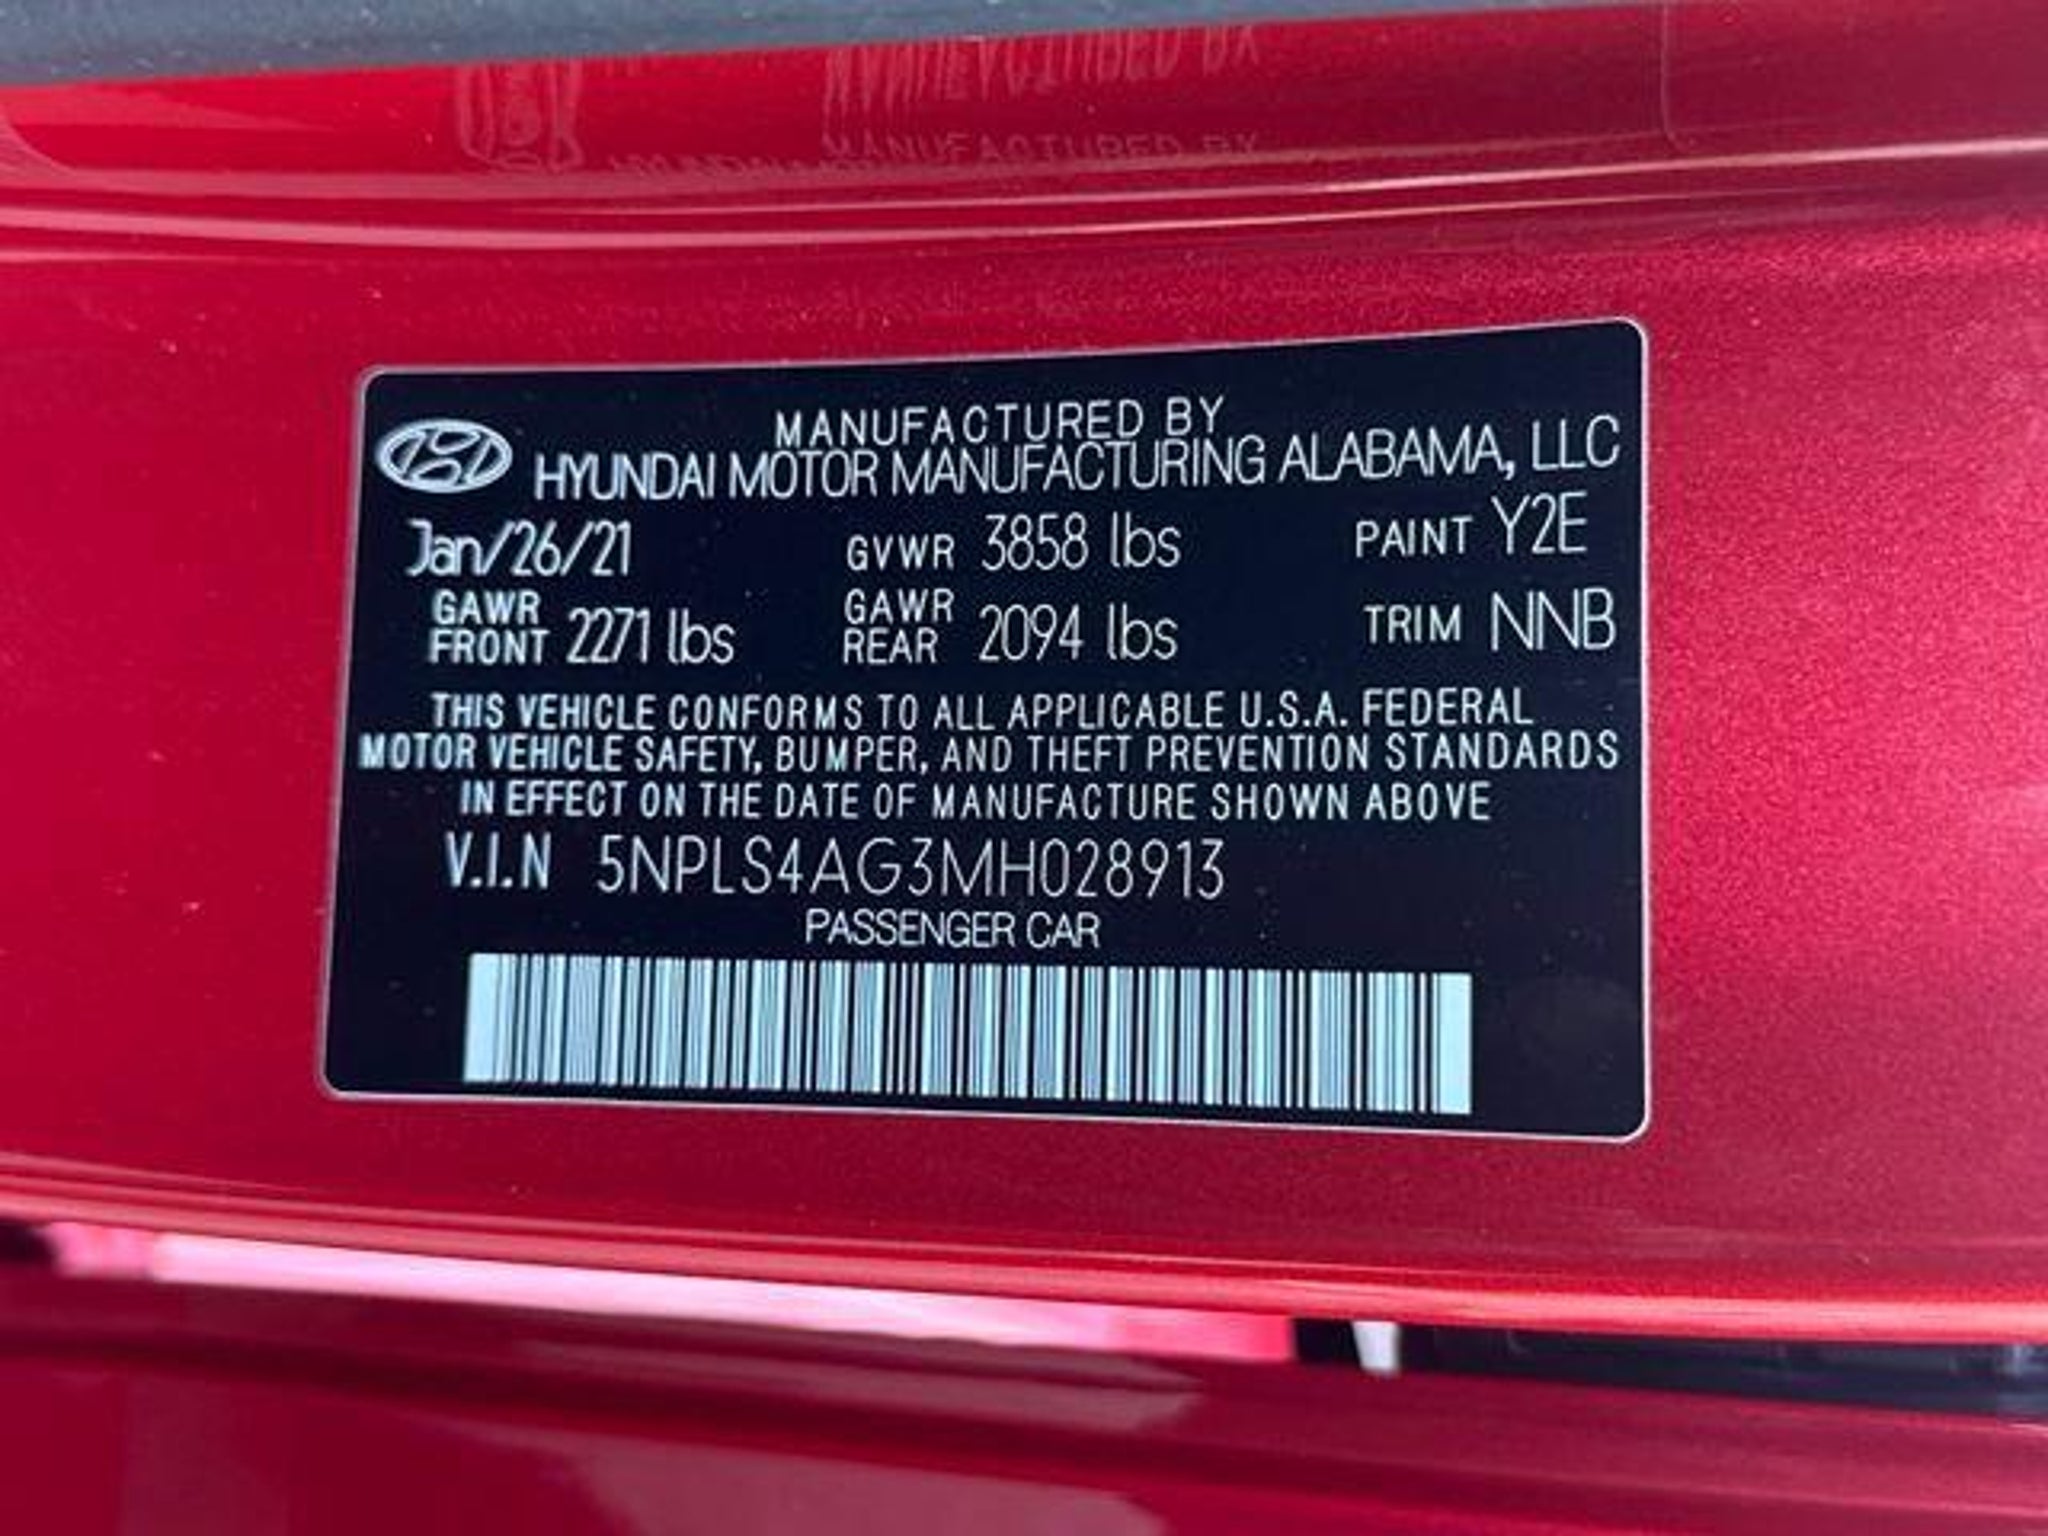 MANUFACTURED BY
HYUNDAI MOTOR MANUFACTURING ALABAMA, LLC
Jan/26/21 GVWR 3858 lbs PAINT Y2E
GAWR FRONT 2271 lbs GAWR REAR 2094 lbs TRIM NNB
THIS VEHICLE CONFORMS TO ALL APPLICABLE U.S.A. FEDERAL
MOTOR VEHICLE SAFETY, BUMPER, AND THEFT PREVENTION STANDARDS
IN EFFECT ON THE DATE OF MANUFACTURE SHOWN ABOVE
V.I.N 5NPLS4AG3MH028913
PASSENGER CAR